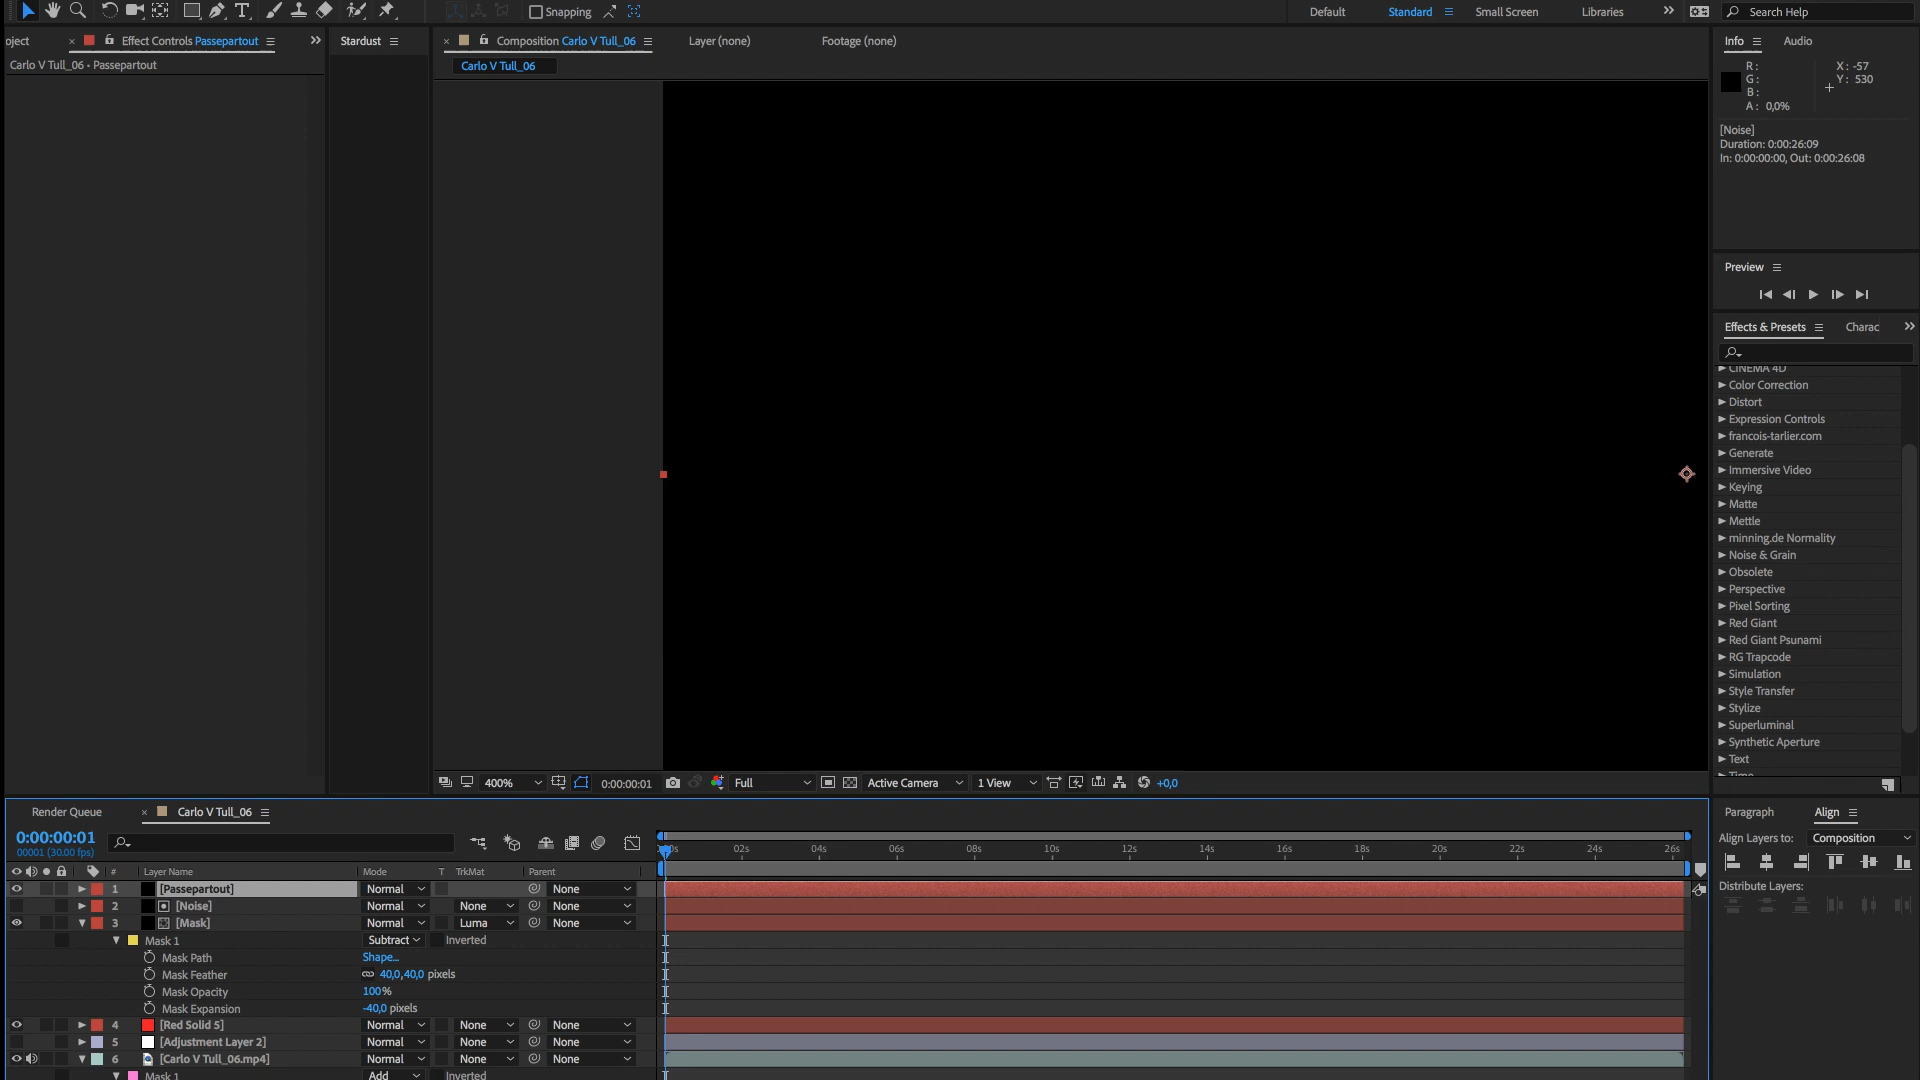 Snapping
Default
Standard
Small Screen
Libraries
Search Help
oject
Effect Controls Passepartout
Stardust
Composition Carlo V Tull_06
Layer (none)
Footage (none)
Info
Audio
Carlo V Tull_06 • Passepartout
Carlo V Tull_06
R :
G :
B :
A : 0,0%
X : -57
Y : 530
[Noise]
Duration: 0:00:26:09
In: 0:00:00:00, Out: 0:00:26:08
Preview
Effects & Presets
Charac
CINEMA 4D
Color Correction
Distort
Expression Controls
francois-tarlier.com
Generate
Immersive Video
Keying
Matte
Mettle
minning.de Normality
Noise & Grain
Obsolete
Perspective
Pixel Sorting
Red Giant
Red Giant Psunami
RG Trapcode
Simulation
Style Transfer
Stylize
Superluminal
Synthetic Aperture
Text
Time
400%
0:00:00:01
Full
Active Camera
1 View
+0,0
Render Queue
Carlo V Tull_06
Paragraph
Align
0:00:00:01
00001 (30.00 fps)
Align Layers to:
Composition
Distribute Layers:
02s 04s 06s 08s 10s 12s 14s 16s 18s 20s 22s 24s 26s
# Layer Name Mode T TrkMat Parent
1 [Passepartout] Normal None
2 [Noise] Normal None None
3 [Mask] Normal Luma None
Mask 1 Subtract Inverted
Mask Path Shape...
Mask Feather 40,0,40,0 pixels
Mask Opacity 100%
Mask Expansion -40,0 pixels
4 [Red Solid 5] Normal None None
5 [Adjustment Layer 2] Normal None None
6 [Carlo V Tull_06.mp4] Normal None None
Mask 1 Add Inverted